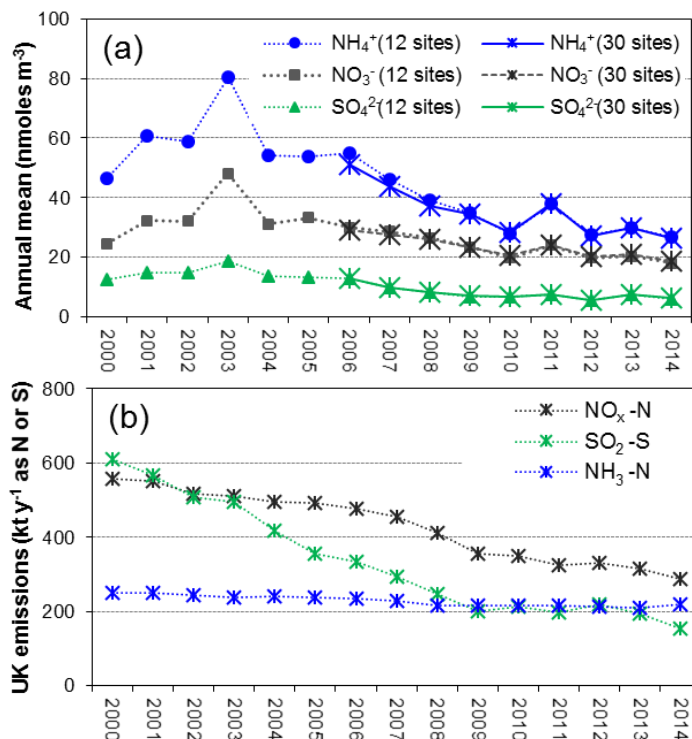 (a)
NH₄⁺(12 sites) NH₄⁺(30 sites)
NO₃⁻(12 sites) NO₃⁻(30 sites)
SO₄²⁻(12 sites) SO₄²⁻(30 sites)
Annual mean (nmoles m⁻³)
100
80
60
40
20
0
2000 2001 2002 2003 2004 2005 2006 2007 2008 2009 2010 2011 2012 2013 2014
(b)
NOₓ -N
SO₂ -S
NH₃ -N
UK emissions (kt y⁻¹ as N or S)
800
600
400
200
0
2000 2001 2002 2003 2004 2005 2006 2007 2008 2009 2010 2011 2012 2013 2014